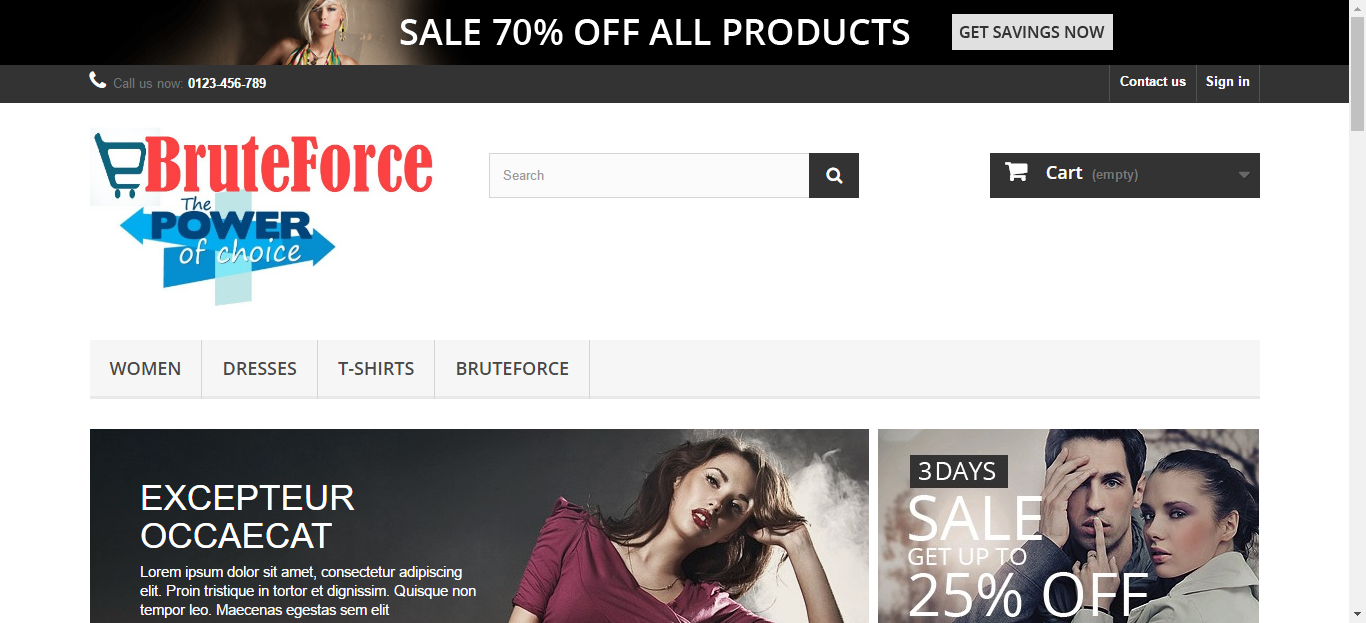 SALE 70% OFF ALL PRODUCTS GET SAVINGS NOW
Call us now: 0123-456-789 Contact us Sign in
BruteForce
The
POWER
of choice
Search
Cart (empty)
WOMEN DRESSES T-SHIRTS BRUTEFORCE
EXCEPTEUR
OCCAECAT
Lorem ipsum dolor sit amet, consectetur adipiscing
elit. Proin tristique in tortor et dignissim. Quisque non
tempor leo. Maecenas egestas sem elit
3 DAYS
SALE
GET UP TO
25% OFF